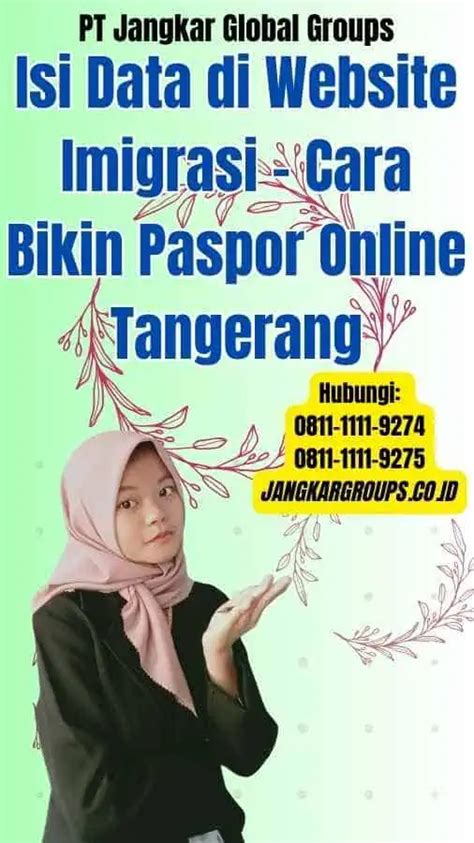 PT Jangkar Global Groups
Isi Data di Website
Imigrasi - Cara
Bikin Paspor Online
Tangerang
Hubungi:
0811-1111-9274
0811-1111-9275
JANGKARGROUPS.CO.ID